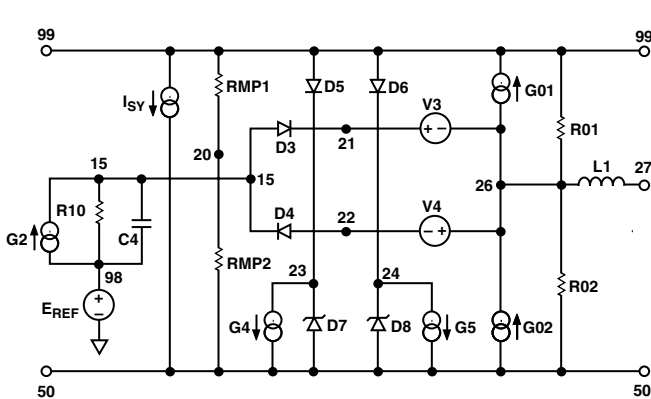 99
99
RMP1
D5
D6
G01
ISY
V3
R01
D3
21
20
15
15
L1
27
26
R10
C4
G2
D4
22
V4
98
RMP2
23
24
R02
EREF
G4
D7
D8
G5
G02
50
50